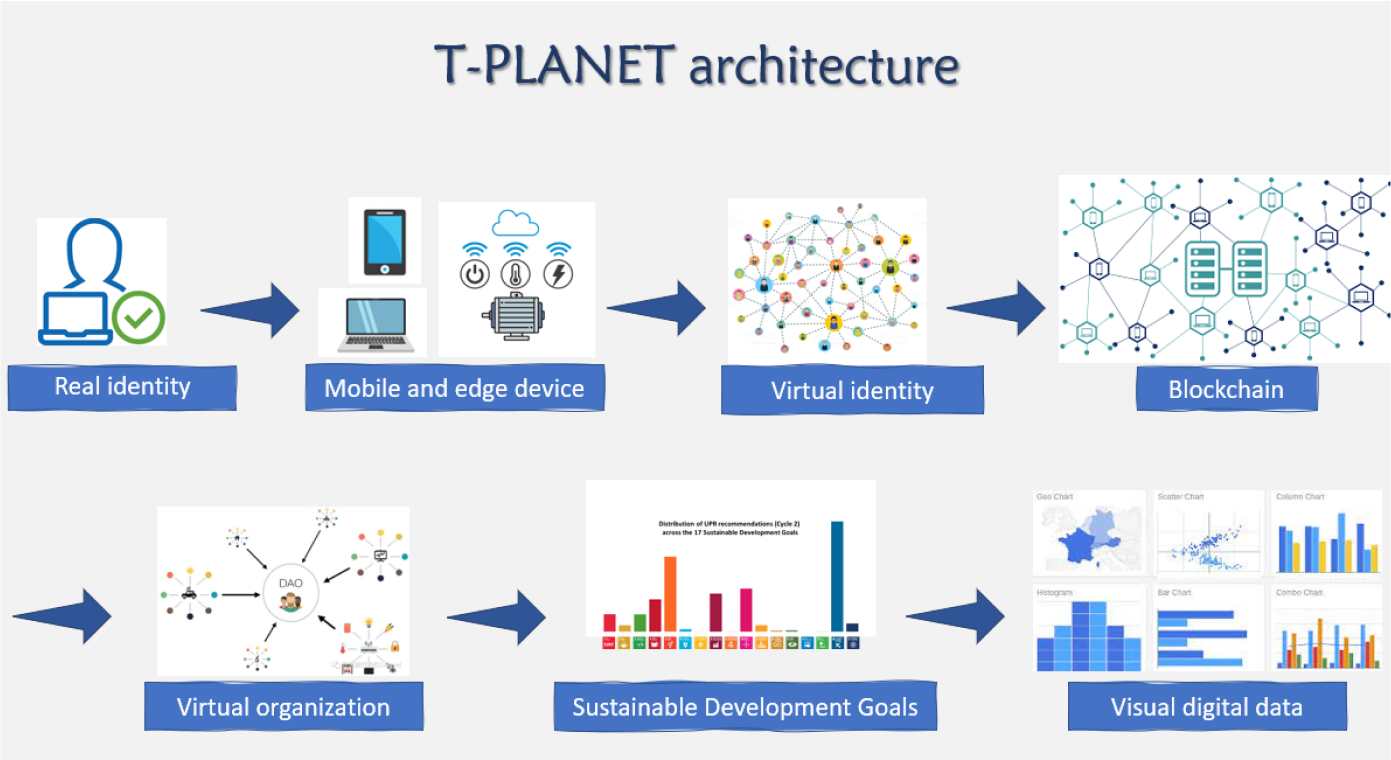 T-PLANET architecture
Real identity
Mobile and edge device
Virtual identity
Blockchain
DAO
Virtual organization
Distribution of UPR recommendations (Cycle 2)
across the 17 Sustainable Development Goals
Sustainable Development Goals
Geo Chart
Scatter Chart
Column Chart
Histogram
Bar Chart
Combo Chart
Visual digital data